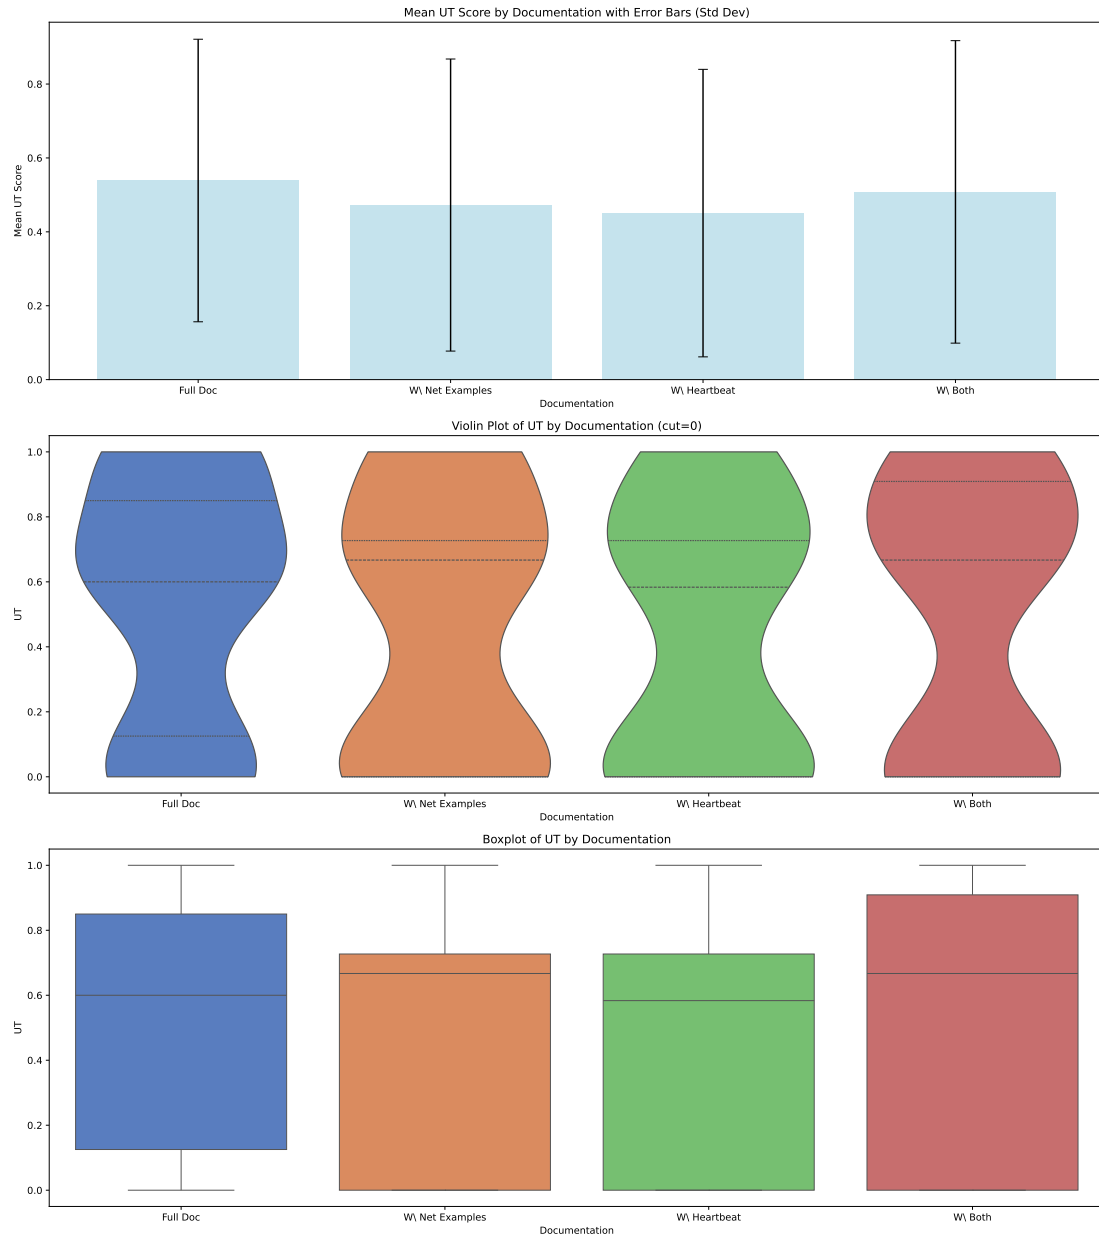 Mean UT Score by Documentation with Error Bars (Std Dev)
Mean UT Score
0.8
0.6
0.4
0.2
0.0
Full Doc
W\ Net Examples
W\ Heartbeat
W\ Both
Documentation
Violin Plot of UT by Documentation (cut=0)
UT
1.0
0.8
0.6
0.4
0.2
0.0
Full Doc
W\ Net Examples
W\ Heartbeat
W\ Both
Documentation
Boxplot of UT by Documentation
UT
1.0
0.8
0.6
0.4
0.2
0.0
Full Doc
W\ Net Examples
W\ Heartbeat
W\ Both
Documentation